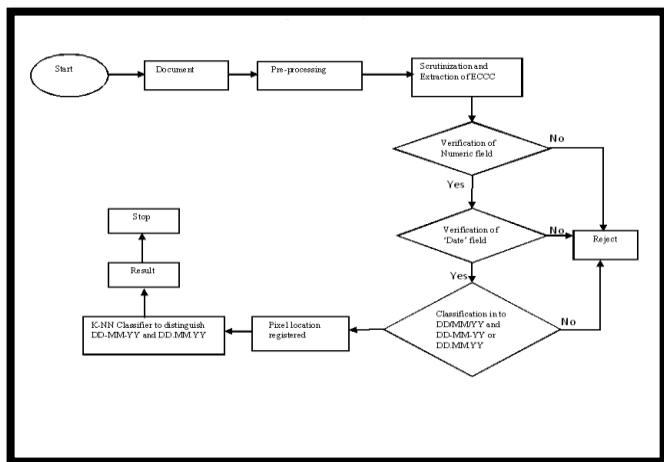 Start
Document
Pre-processing
Scrutinization and
Extraction of ECCC
Verification of
Numeric field
No
Yes
Verification of
'Date' field
No
Reject
Yes
Classification in to
DD/MM/YY and
DD-MM-YY or
DD.MM.YY
No
Pixel location
registered
K-NN Classifier to distinguish
DD-MM-YY and DD.MM.YY
Result
Stop